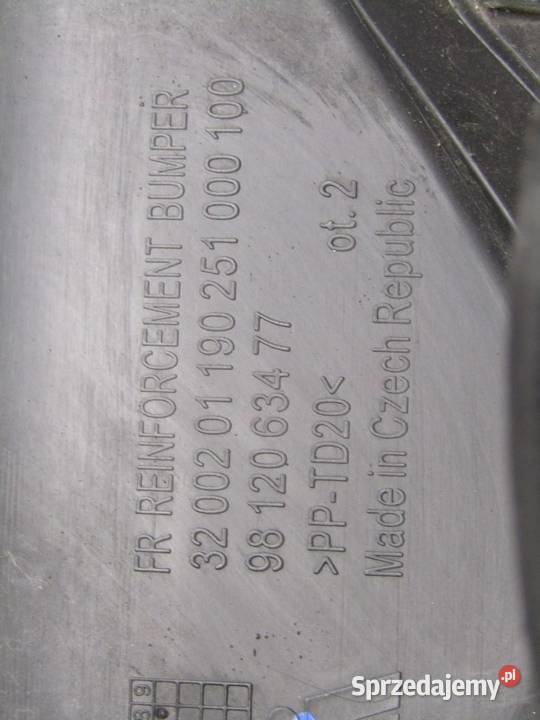 FR REINFORCEMENT BUMPER
32 002 01 190 251 000 100
98 120 634 77
>PP-TD20< ot. 2
Made in Czech Republic
89
Sprzedajemy.pl